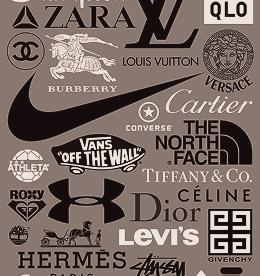 QLO
ZARA
LV
LOUIS VUITTON
BURBERRY
VERSACE
Cartier
CONVERSE
THE
NORTH
FACE
VANS
"OFF THE WALL"
TIFFANY & CO.
ATHLETA
ROXY
CÉLINE
Dior
LEVI'S
GIVENCHY
HERMÈS
PARIS
STÜSSY